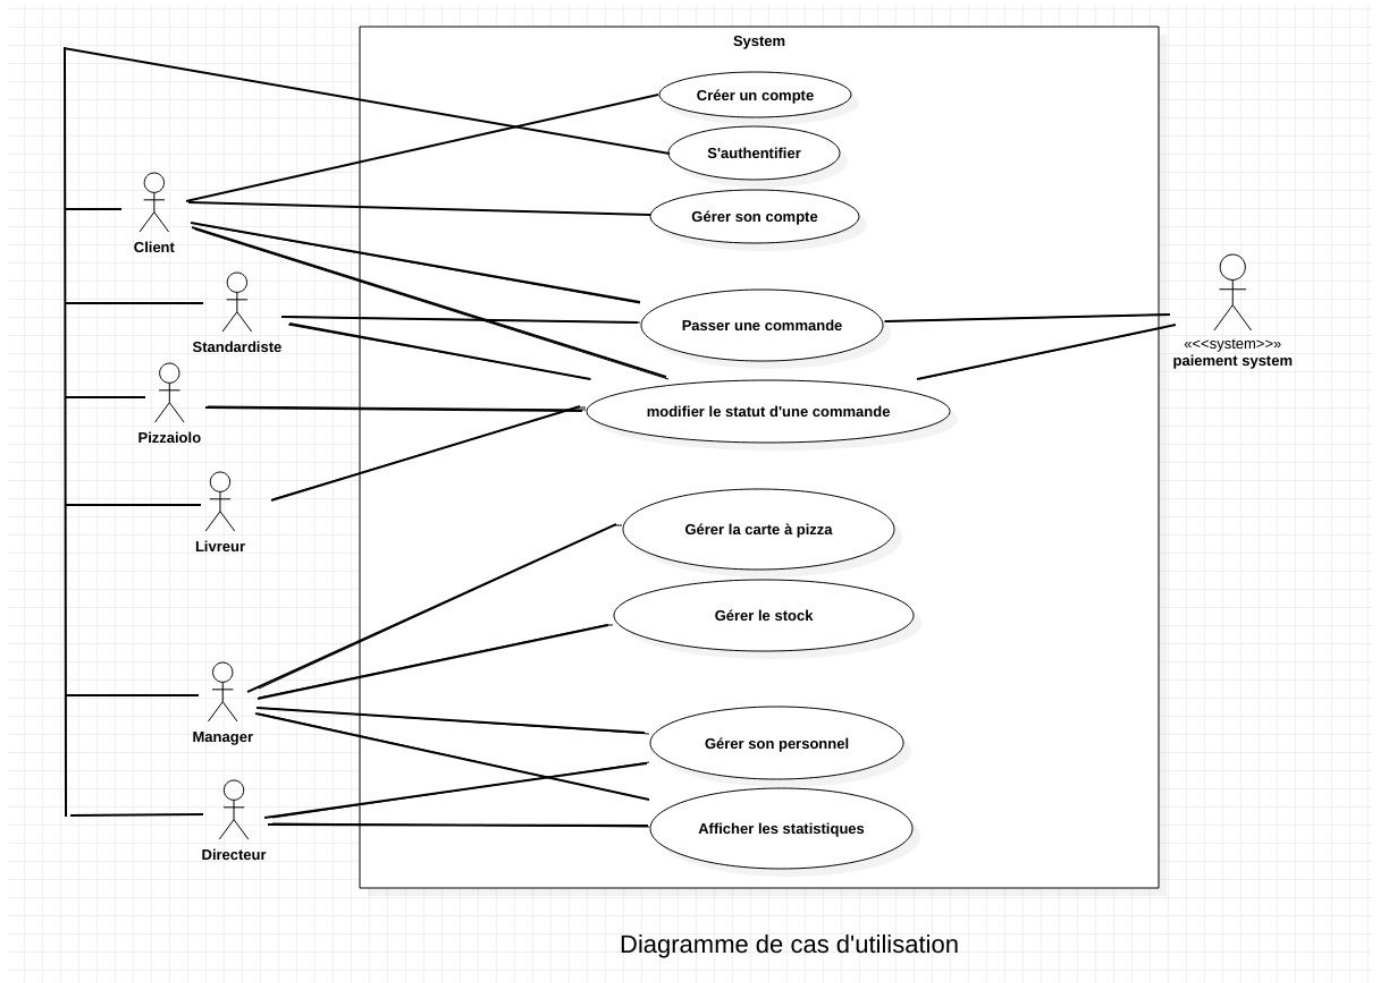 System
Créer un compte
S'authentifier
Gérer son compte
Client
Standardiste
Passer une commande
«<<system>>»
paiement system
Pizzaiolo
modifier le statut d'une commande
Livreur
Gérer la carte à pizza
Gérer le stock
Manager
Gérer son personnel
Directeur
Afficher les statistiques
Diagramme de cas d'utilisation